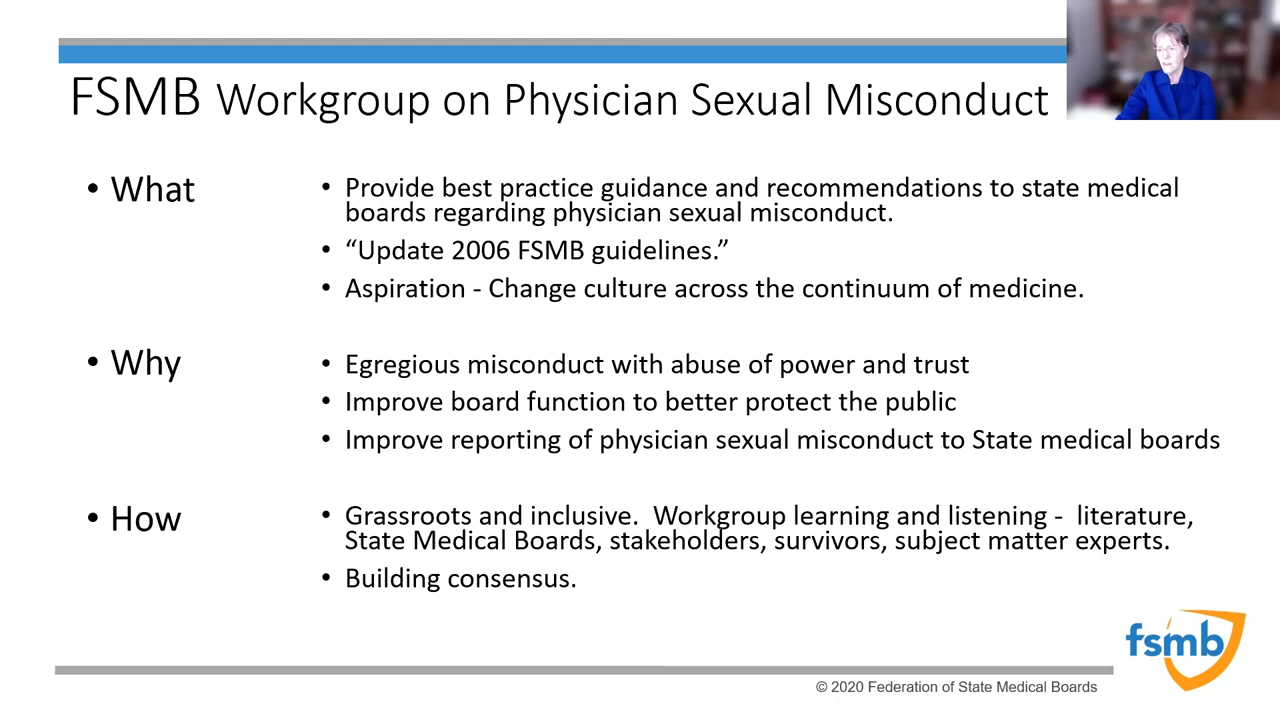 FSMB Workgroup on Physician Sexual Misconduct
• What
• Provide best practice guidance and recommendations to state medical
boards regarding physician sexual misconduct.
• “Update 2006 FSMB guidelines.”
• Aspiration - Change culture across the continuum of medicine.
• Why
• Egregious misconduct with abuse of power and trust
• Improve board function to better protect the public
• Improve reporting of physician sexual misconduct to State medical boards
• How
• Grassroots and inclusive.  Workgroup learning and listening -  literature,
State Medical Boards, stakeholders, survivors, subject matter experts.
• Building consensus.
fsmb
© 2020 Federation of State Medical Boards